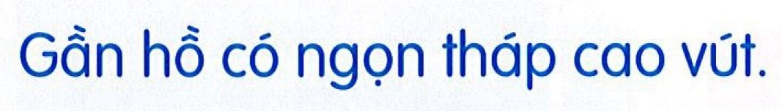 Gần hồ có ngọn tháp cao vút.